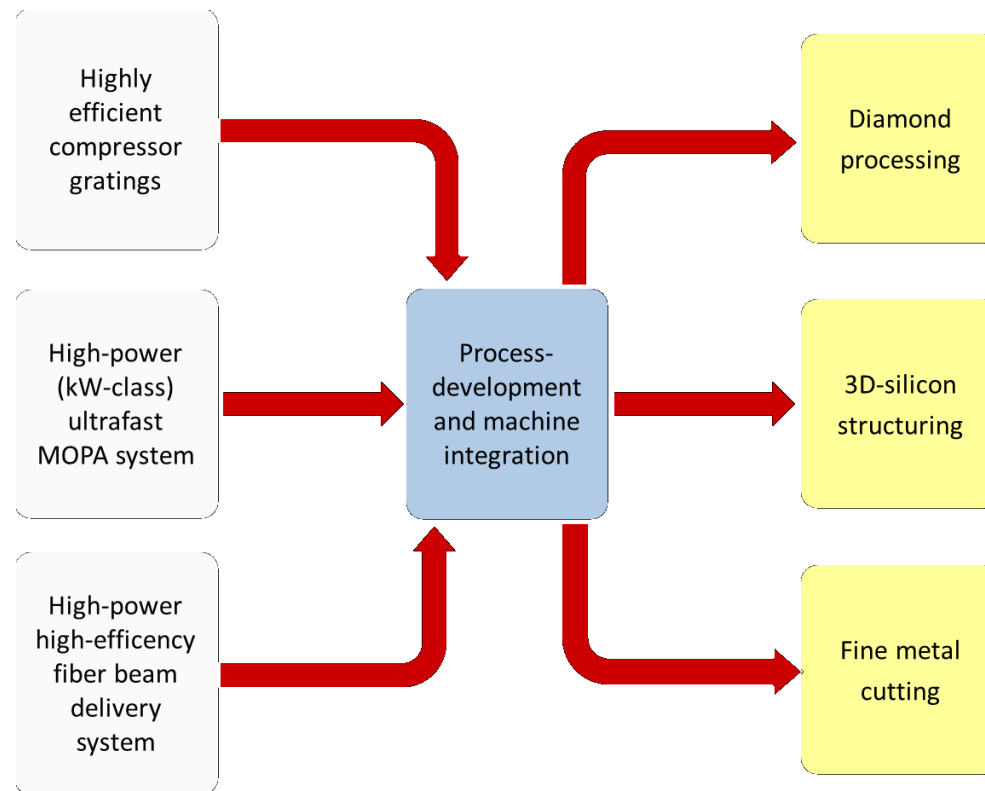 Highly
efficient
compressor
gratings
High-power
(kW-class)
ultrafast
MOPA system
High-power
high-efficency
fiber beam
delivery
system
Process-
development
and machine
integration
Diamond
processing
3D-silicon
structuring
Fine metal
cutting